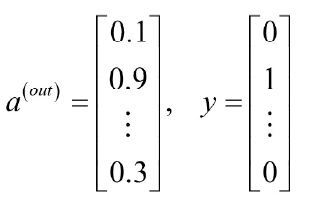 a^(out) = [0.1 0.9 ⋮ 0.3], y = [0 1 ⋮ 0]